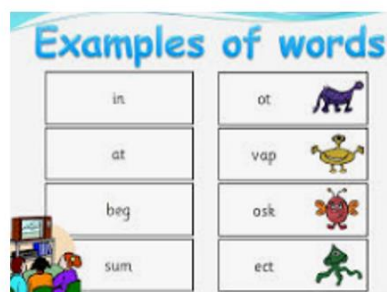 Examples of words
in ot
at vap
beg osk
sum ect